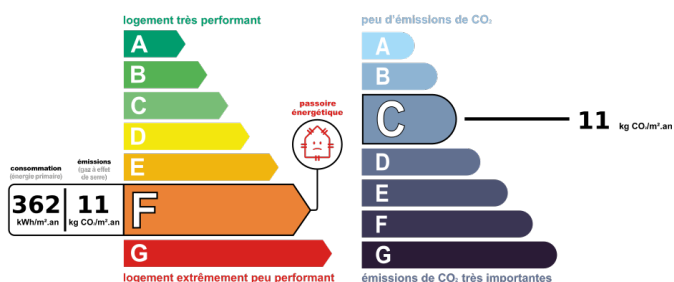 logement très performant
A
B
C
D
E
F
G
consommation
(énergie primaire)
émissions
(gaz à effet
de serre)
362
kWh/m².an
11
kg CO₂/m².an
passoire
énergétique
logement extrêmement peu performant
peu d'émissions de CO₂
A
B
C
11 kg CO₂/m².an
D
E
F
G
émissions de CO₂ très importantes